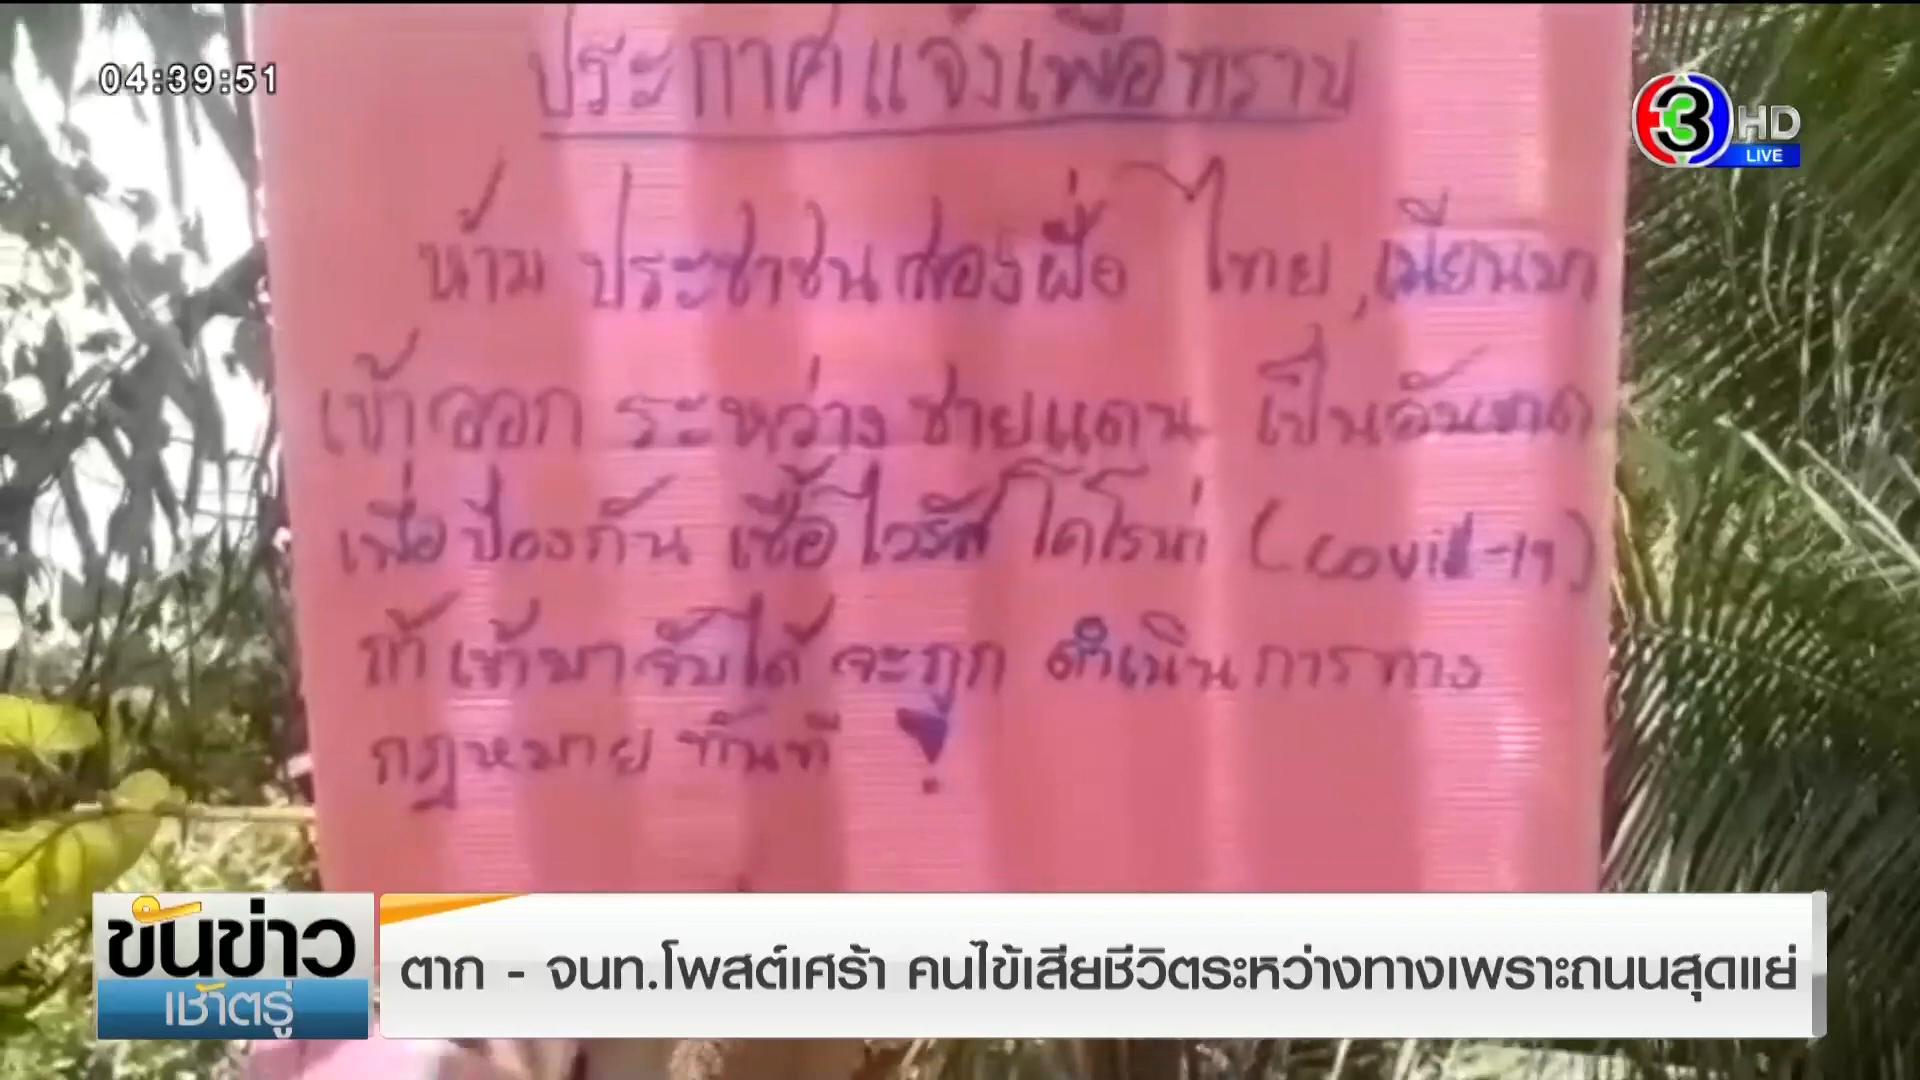 04:39:51
3 HD
LIVE
ประกาศแจ้งเพื่อทราบ
ห้าม ประชาชนสองฝั่ง ไทย, เมียนมา
เข้าออก ระหว่าง ชายแดน เป็นอันขาด
เพื่อป้องกัน เชื้อไวรัส โคโรน่า (covid-19)
ถ้าเข้ามาจับได้ จะถูก ดำเนินการทาง
กฎหมาย ทันที !
ขันข่าว
เช้าตรู่
ตาก - จนท.โพสต์เศร้า คนไข้เสียชีวิตระหว่างทางเพราะถนนสุดแย่